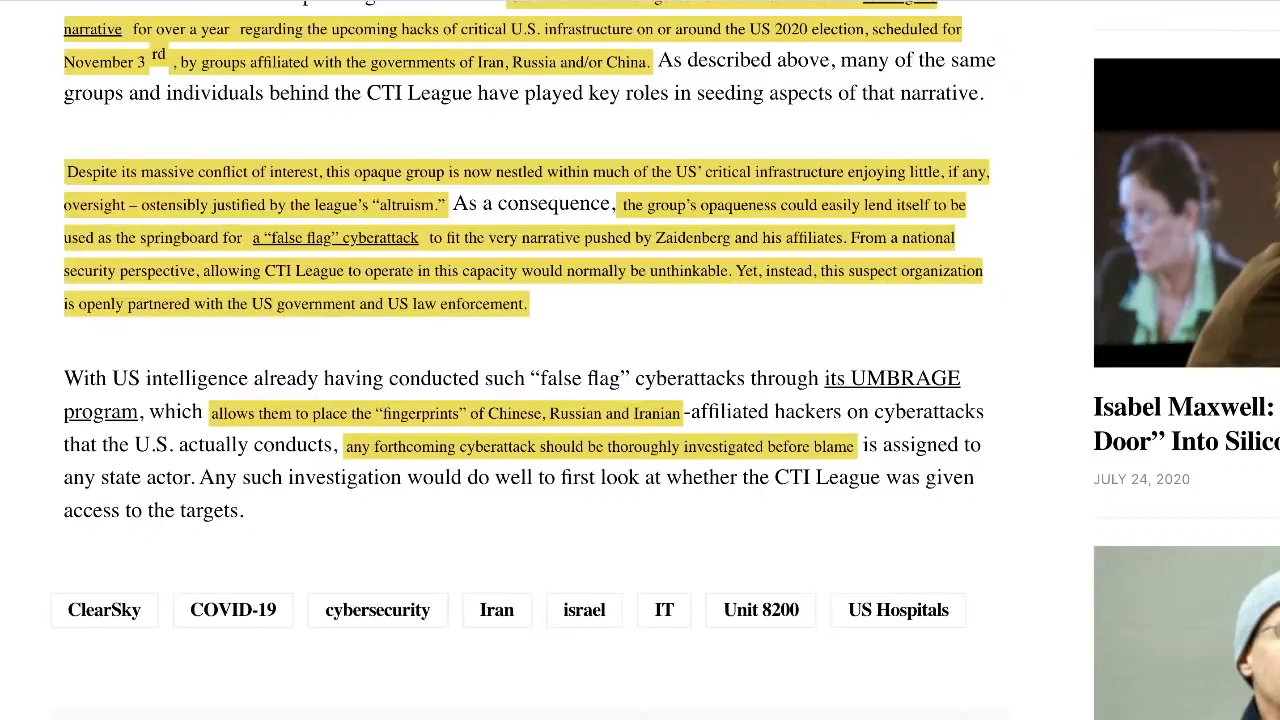 narrative for over a year regarding the upcoming hacks of critical U.S. infrastructure on or around the US 2020 election, scheduled for
November 3 rd , by groups affiliated with the governments of Iran, Russia and/or China. As described above, many of the same
groups and individuals behind the CTI League have played key roles in seeding aspects of that narrative.
Despite its massive conflict of interest, this opaque group is now nestled within much of the US’ critical infrastructure enjoying little, if any,
oversight – ostensibly justified by the league’s “altruism.” As a consequence, the group’s opaqueness could easily lend itself to be
used as the springboard for a “false flag” cyberattack to fit the very narrative pushed by Zaidenberg and his affiliates. From a national
security perspective, allowing CTI League to operate in this capacity would normally be unthinkable. Yet, instead, this suspect organization
is openly partnered with the US government and US law enforcement.
With US intelligence already having conducted such “false flag” cyberattacks through its UMBRAGE
program, which allows them to place the “fingerprints” of Chinese, Russian and Iranian-affiliated hackers on cyberattacks
that the U.S. actually conducts, any forthcoming cyberattack should be thoroughly investigated before blame is assigned to
any state actor. Any such investigation would do well to first look at whether the CTI League was given
access to the targets.
ClearSky COVID-19 cybersecurity Iran israel IT Unit 8200 US Hospitals
Isabel Maxwell:
Door” Into Silico
JULY 24, 2020